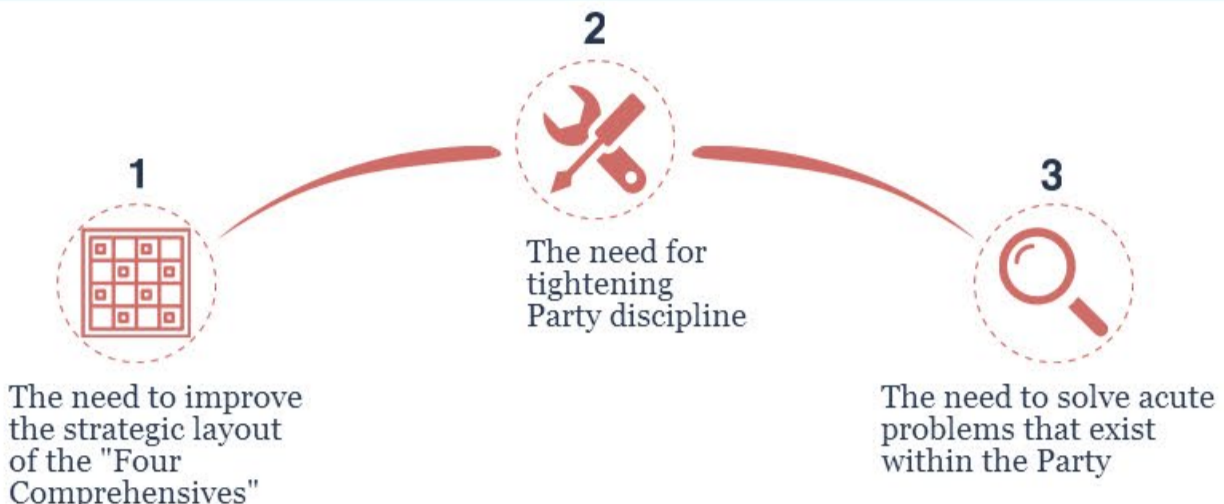 1
The need to improve
the strategic layout
of the "Four
Comprehensives"
2
The need for
tightening
Party discipline
3
The need to solve acute
problems that exist
within the Party